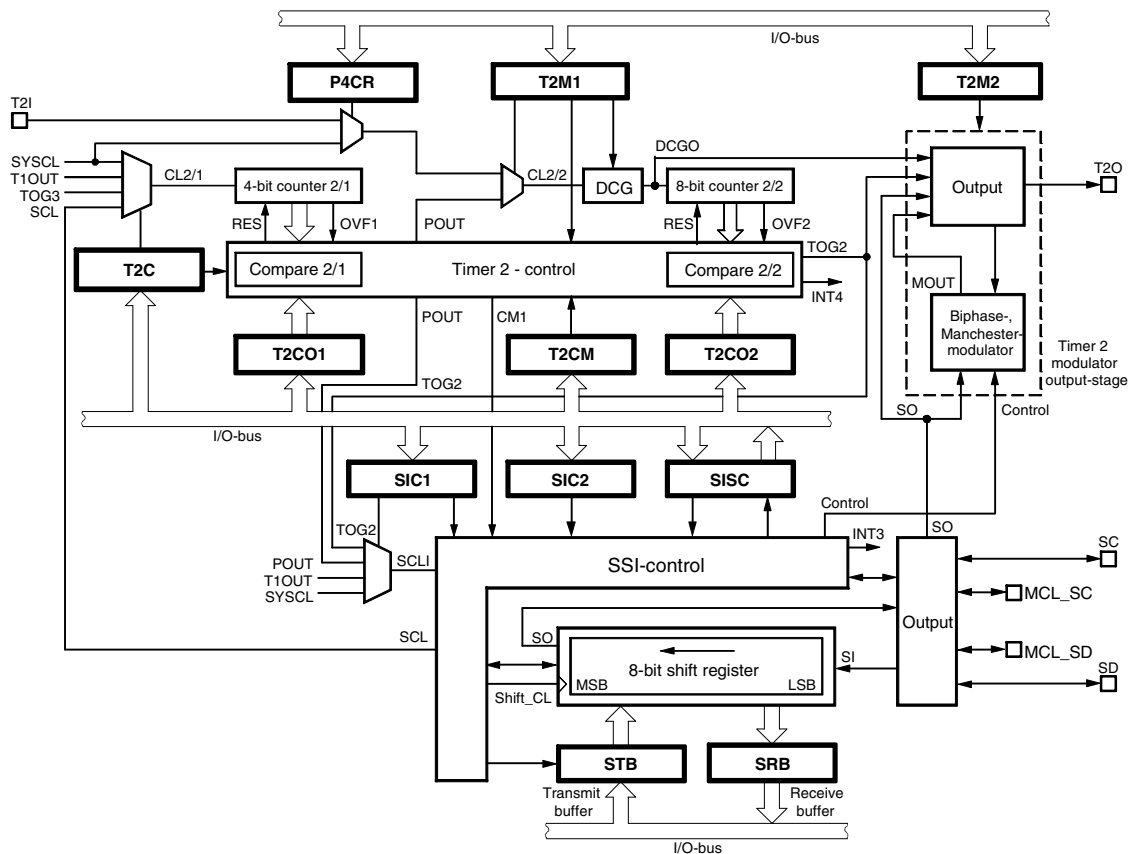 I/O-bus
P4CR
T2M1
T2M2
T2I
SYSCL
T1OUT
TOG3
SCL
CL2/1
4-bit counter 2/1
RES
OVF1
POUT
CL2/2
DCG
DCGO
8-bit counter 2/2
RES
OVF2
TOG2
Output
T2O
T2C
Compare 2/1
Timer 2 - control
Compare 2/2
INT4
MOUT
Biphase-,
Manchester-
modulator
Timer 2
modulator
output-stage
POUT
CM1
T2CO1
T2CM
T2CO2
TOG2
SO
Control
I/O-bus
SIC1
SIC2
SISC
Control
TOG2
POUT
T1OUT
SYSCL
SCLI
SSI-control
INT3
SO
SC
MCL_SC
Output
MCL_SD
SD
SCL
SO
8-bit shift register
MSB
LSB
SI
Shift_CL
STB
SRB
Transmit
buffer
Receive
buffer
I/O-bus